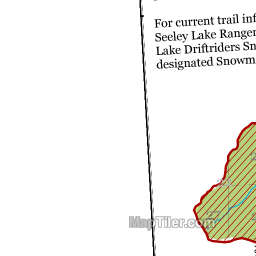 For current trail inf
Seeley Lake Ranger
Lake Driftriders Sn
designated Snowm
MapTiler.com